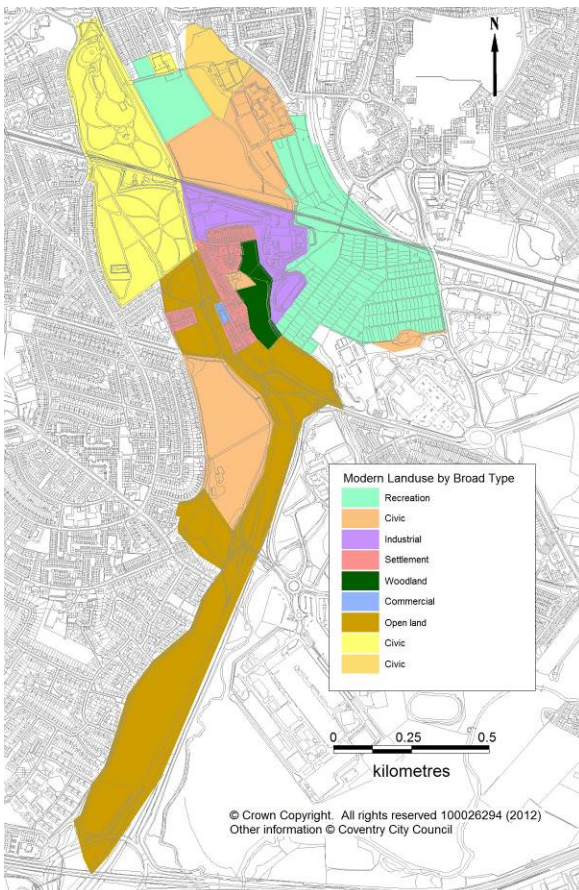 N
Modern Landuse by Broad Type
Recreation
Civic
Industrial
Settlement
Woodland
Commercial
Open land
Civic
Civic
0 0.25 0.5
kilometres
© Crown Copyright. All rights reserved 100026294 (2012)
Other information © Coventry City Council